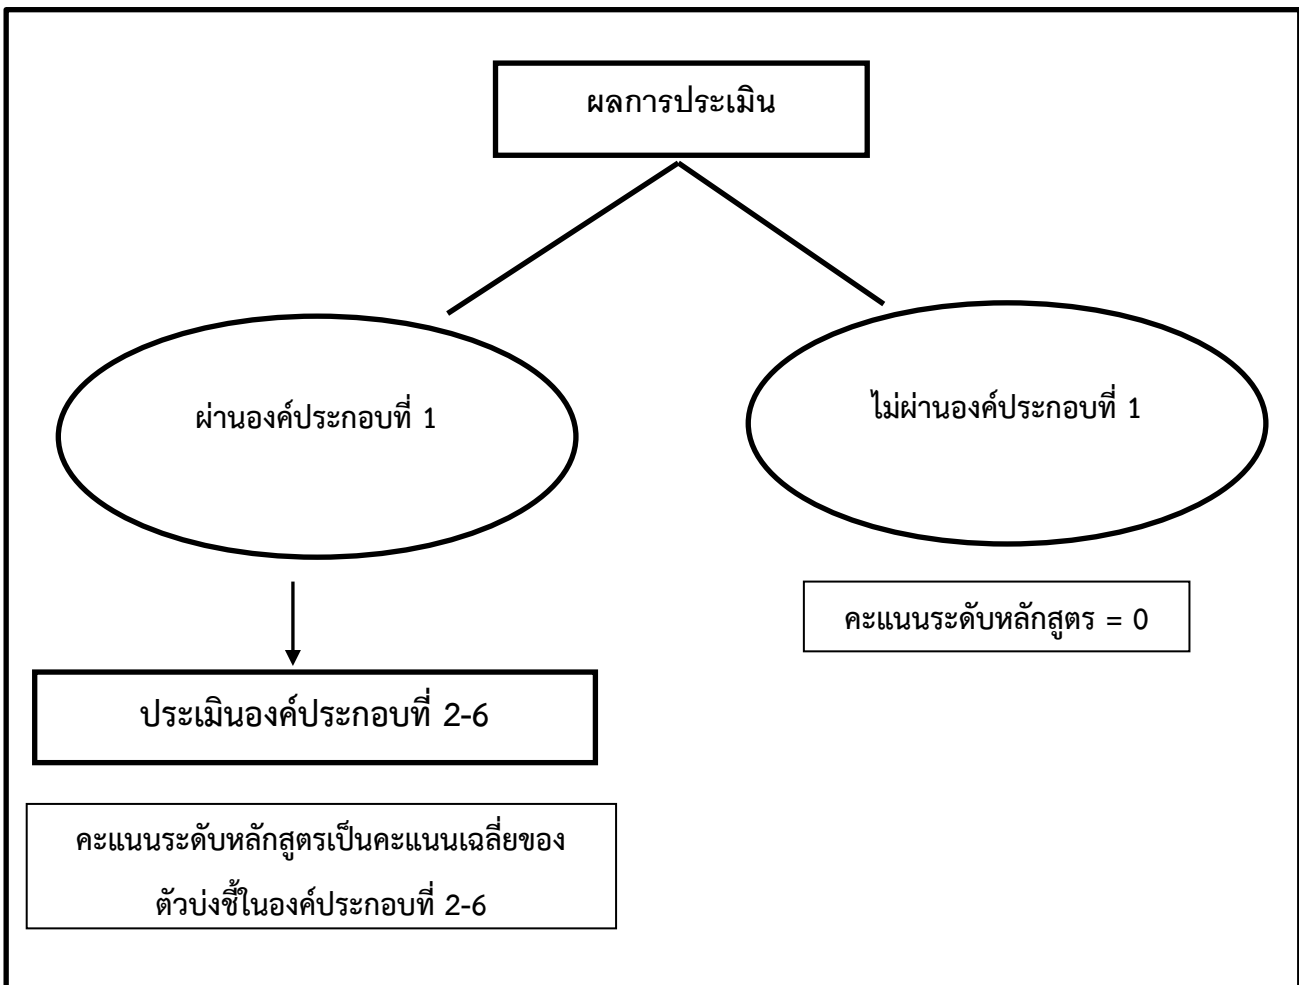 ผลการประเมิน
ผ่านองค์ประกอบที่ 1
ไม่ผ่านองค์ประกอบที่ 1
คะแนนระดับหลักสูตร = 0
ประเมินองค์ประกอบที่ 2-6
คะแนนระดับหลักสูตรเป็นคะแนนเฉลี่ยของ
ตัวบ่งชี้ในองค์ประกอบที่ 2-6